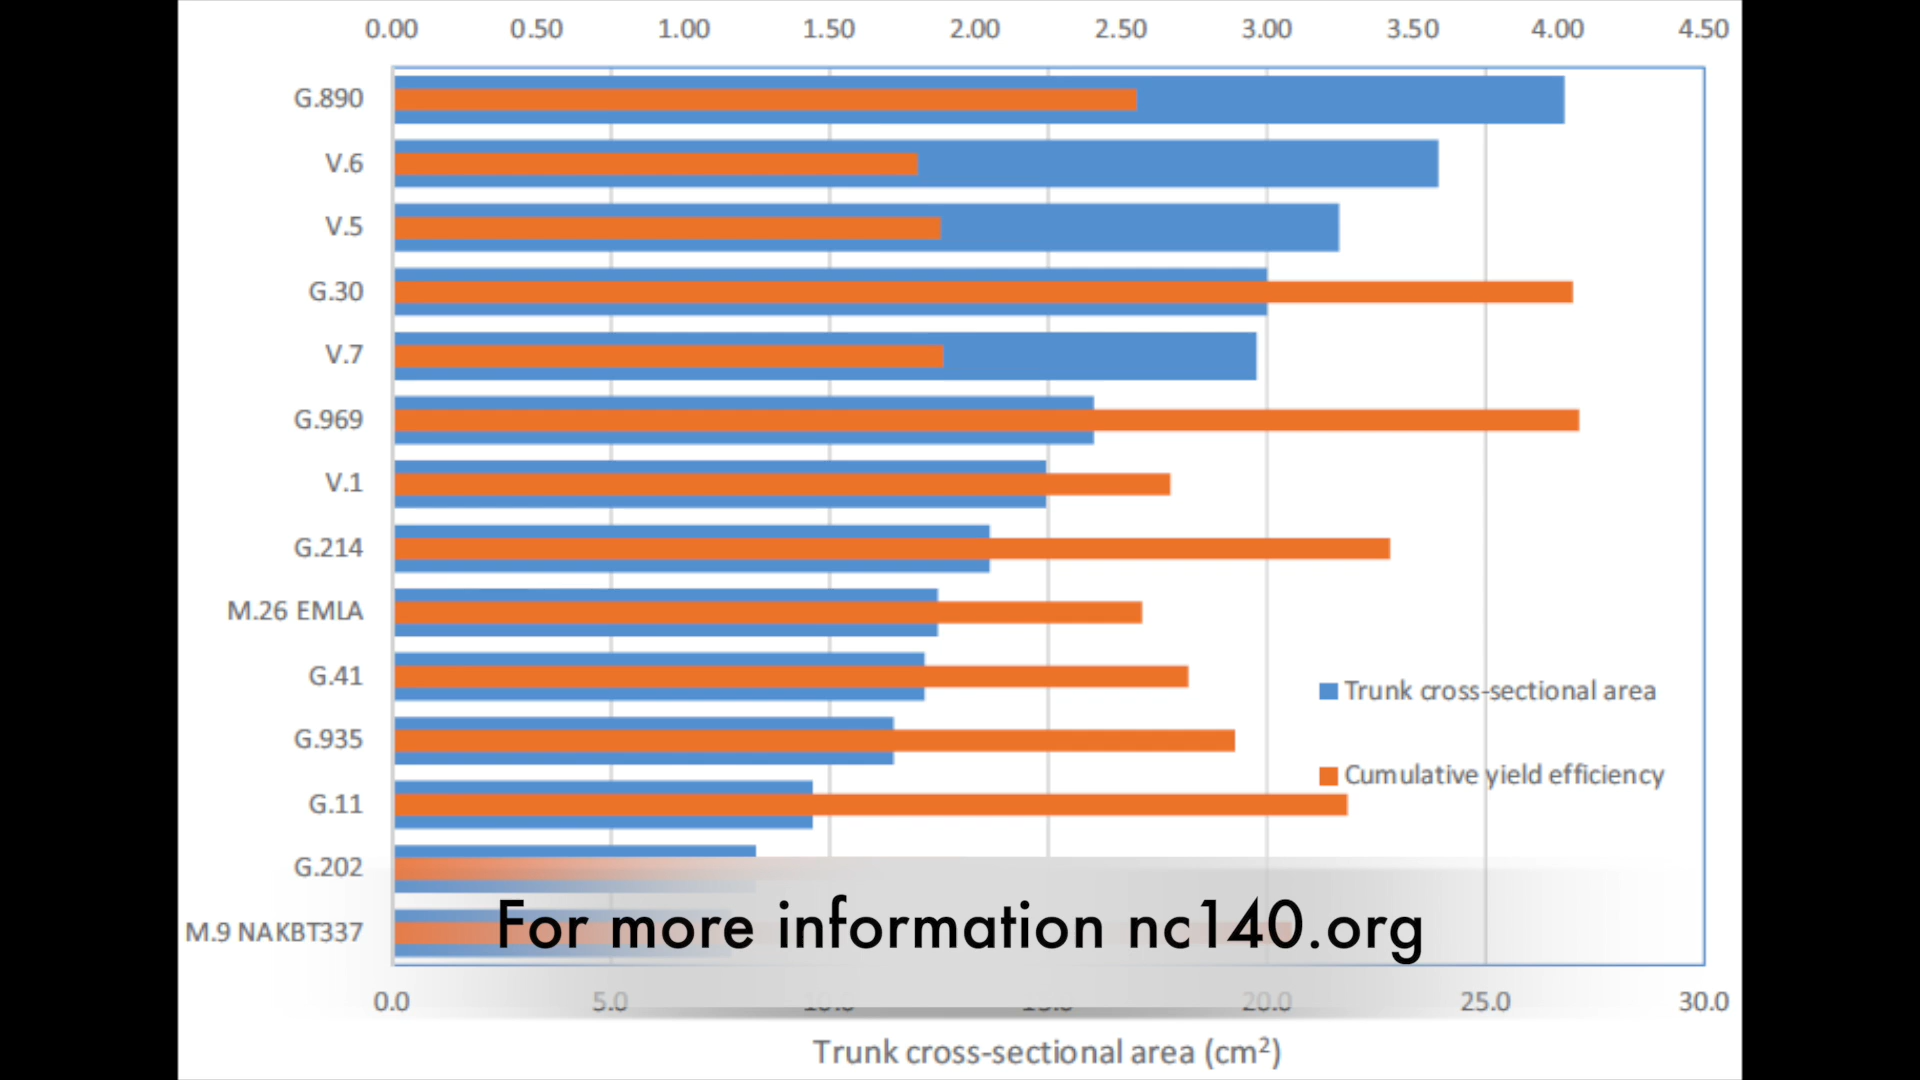 0.00 0.50 1.00 1.50 2.00 2.50 3.00 3.50 4.00 4.50
G.890
V.6
V.5
G.30
V.7
G.969
V.1
G.214
M.26 EMLA
G.41
Trunk cross-sectional area
G.935
Cumulative yield efficiency
G.11
G.202
For more information nc140.org
M.9 NAKBT337
0.0 5.0 20.0 25.0 30.0
Trunk cross-sectional area (cm²)